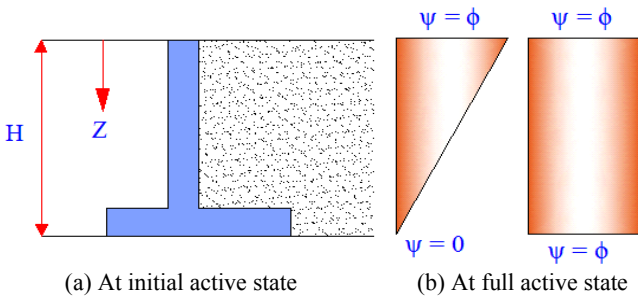 ψ = ϕ
ψ = ϕ
H
Z
ψ = 0
ψ = ϕ
(a) At initial active state
(b) At full active state